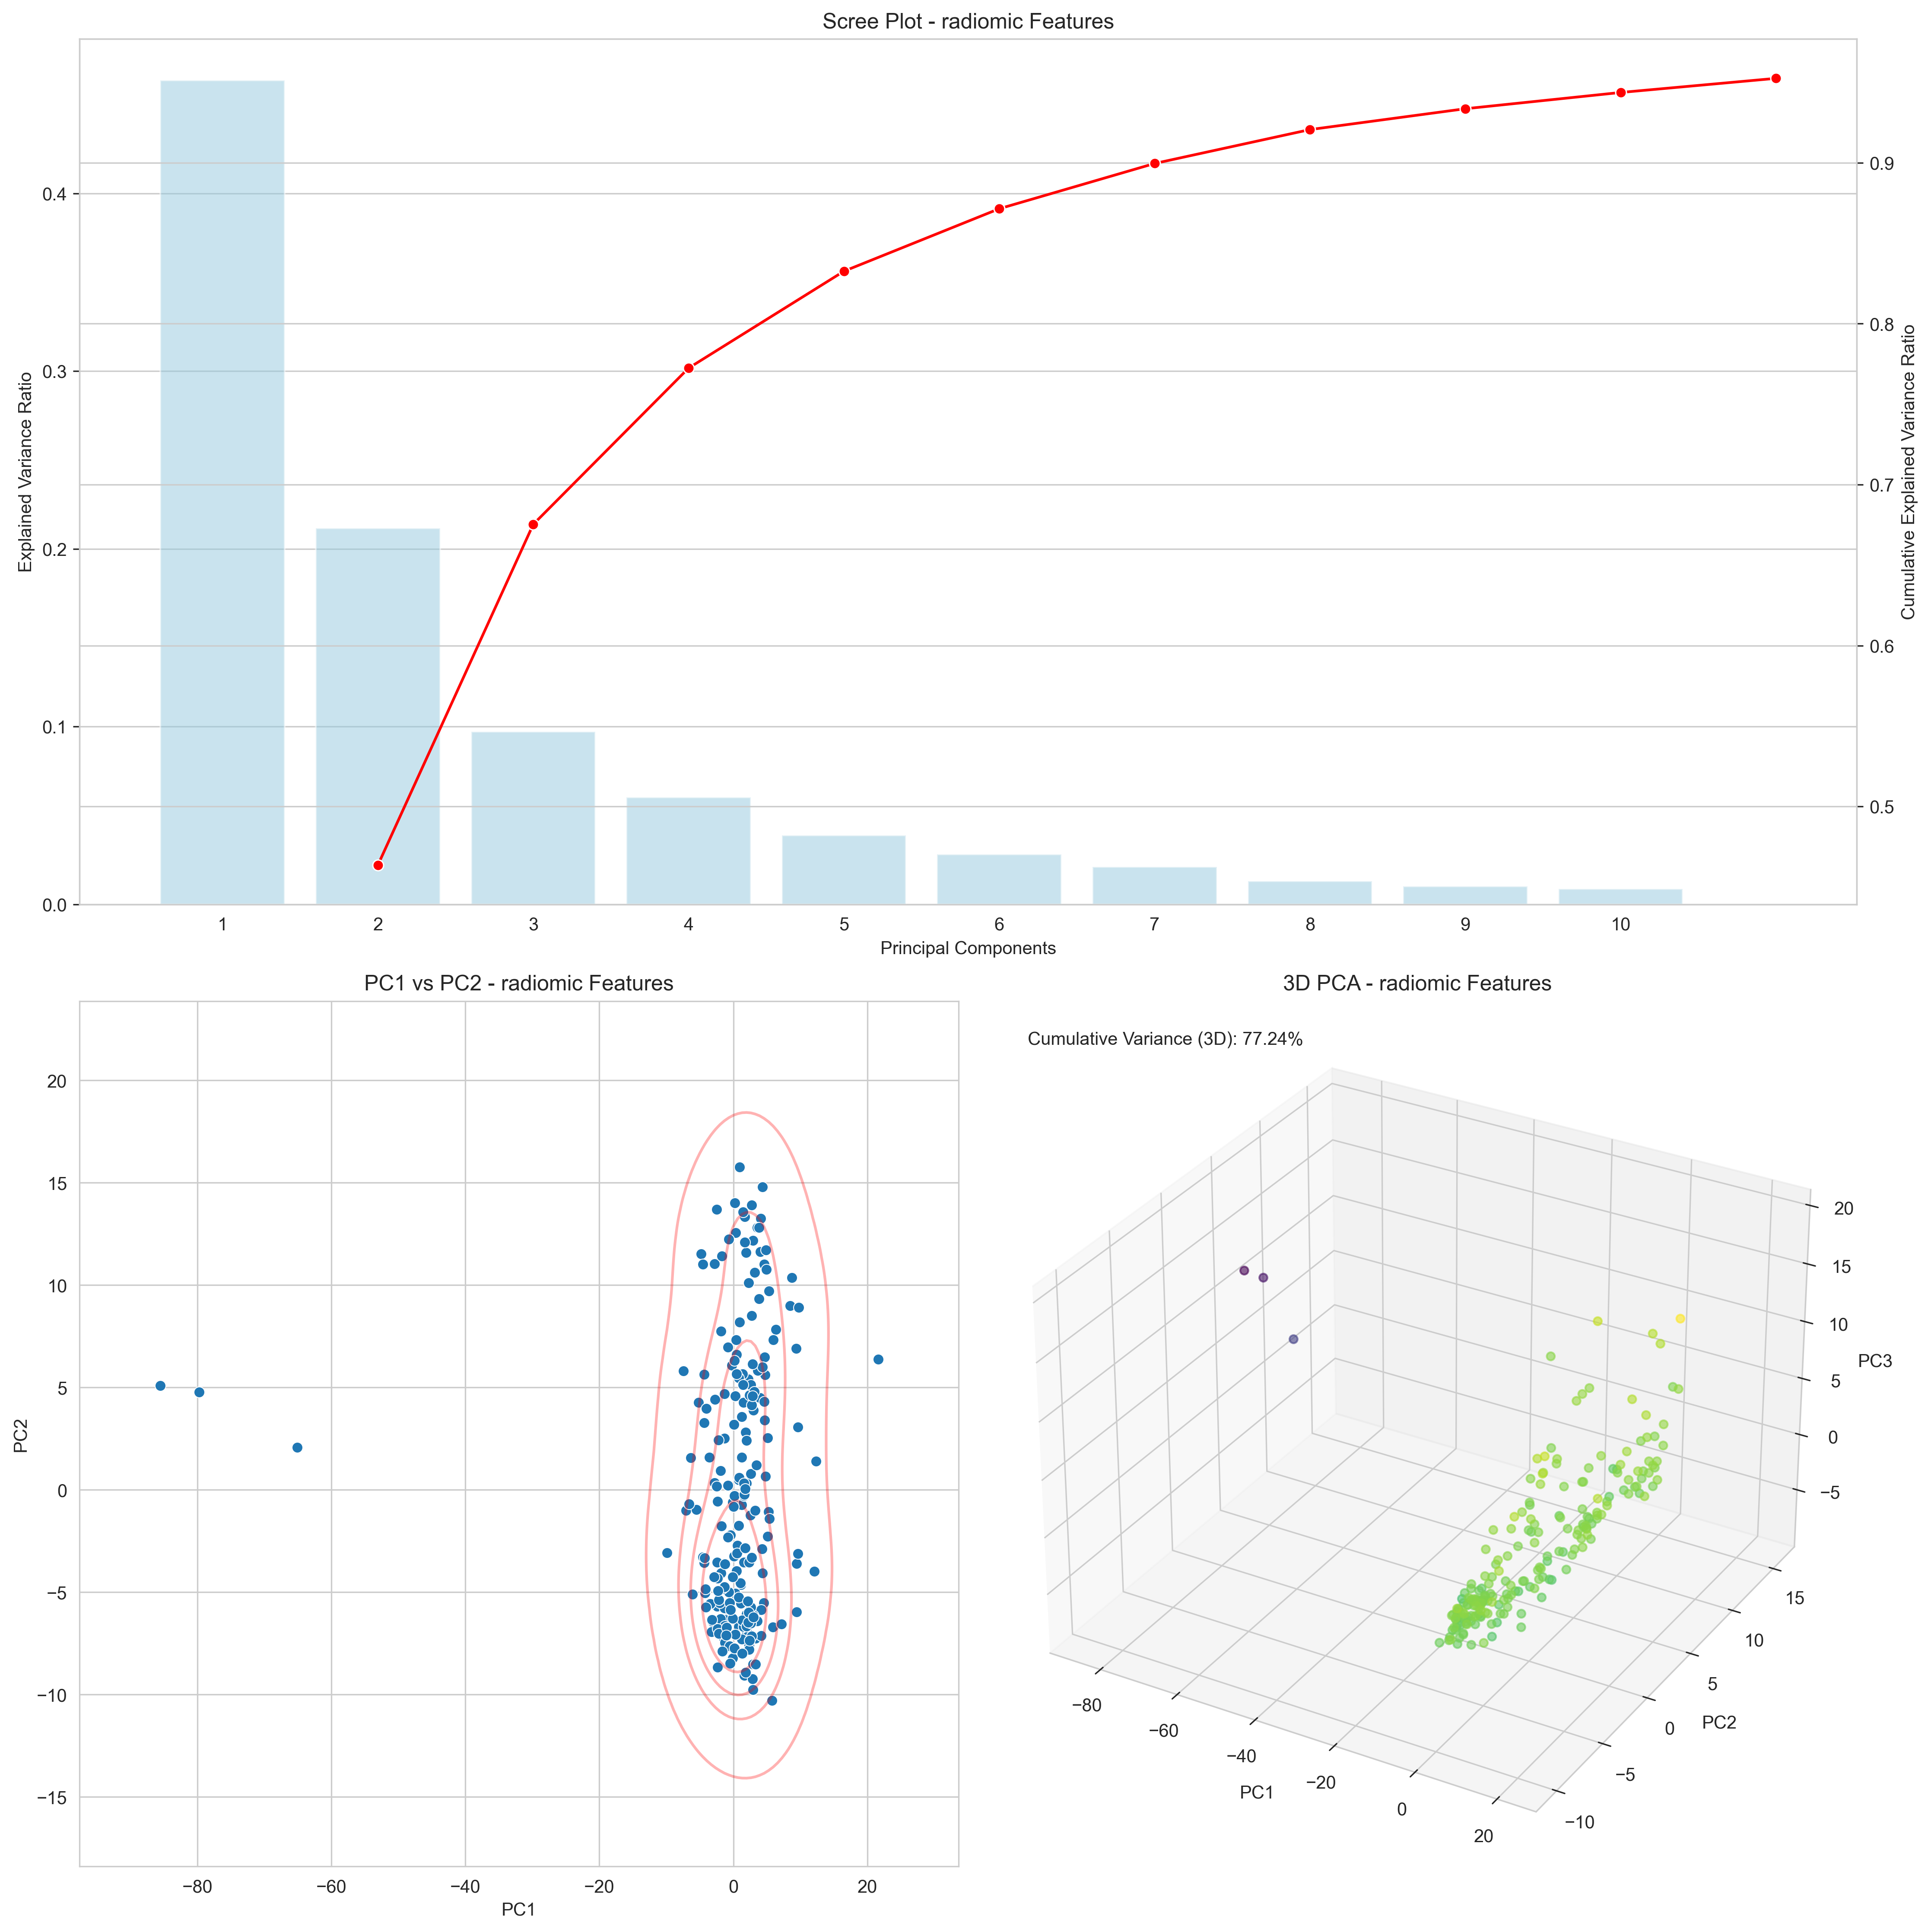 Scree Plot - radiomic Features
Explained Variance Ratio
0.4
0.3
0.2
0.1
0.0
0.9
0.8
0.7
0.6
0.5
Cumulative Explained Variance Ratio
1 2 3 4 5 6 7 8 9 10
Principal Components
PC1 vs PC2 - radiomic Features
PC2
20
15
10
5
0
−5
−10
−15
−80 −60 −40 −20 0 20
PC1
3D PCA - radiomic Features
Cumulative Variance (3D): 77.24%
20
15
10
5
0
−5
PC3
15
10
5
0
−5
−10
PC2
−80
−60
−40
−20
0
20
PC1